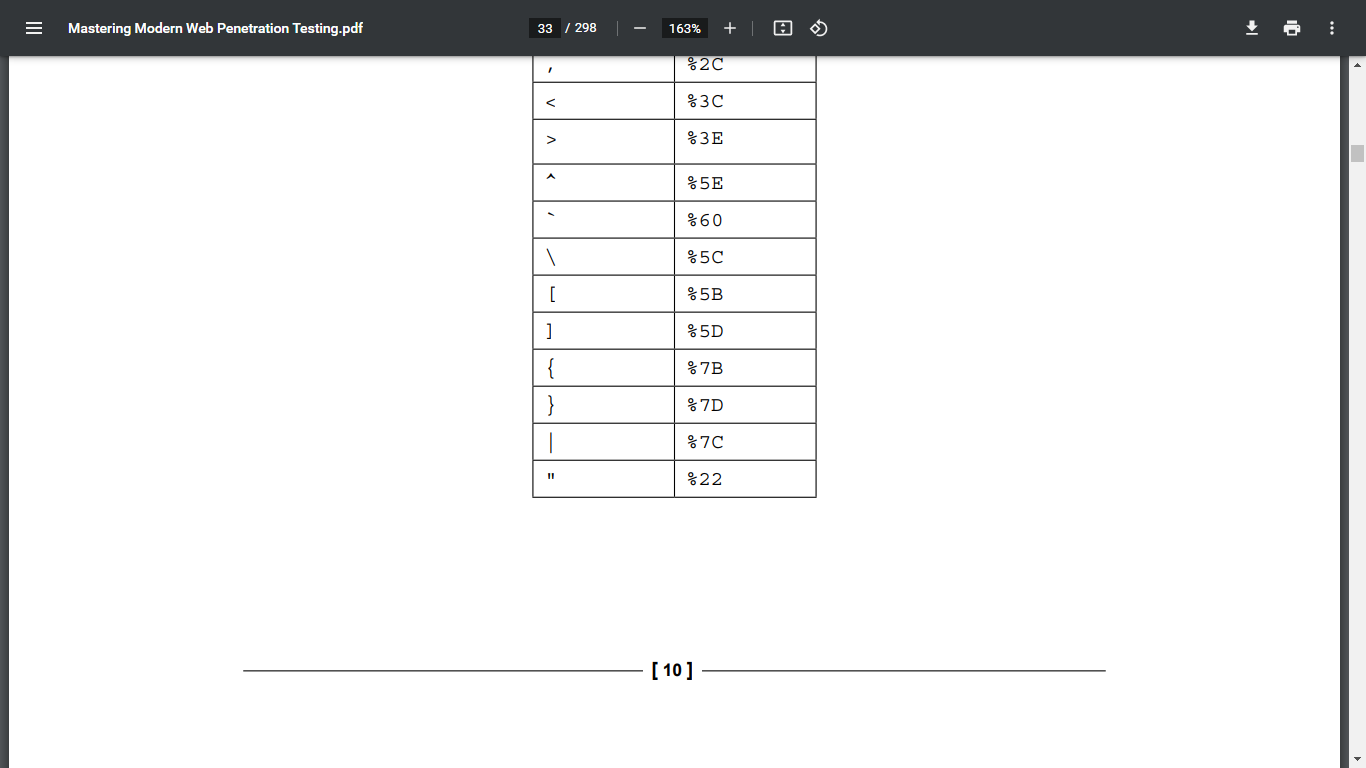 Mastering Modern Web Penetration Testing.pdf
33 / 298
163%
, %2C
< %3C
> %3E
^ %5E
` %60
\ %5C
[ %5B
] %5D
{ %7B
} %7D
| %7C
" %22
[ 10 ]